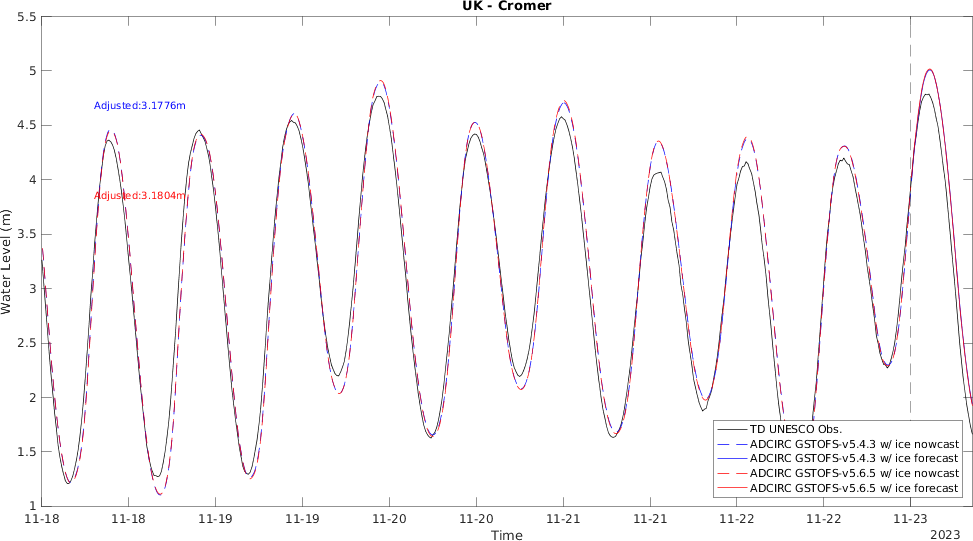 UK - Cromer
5.5
5
4.5
4
3.5
3
2.5
2
1.5
1
Water Level (m)
Adjusted:3.1776m
Adjusted:3.1804m
TD UNESCO Obs.
ADCIRC GSTOFS-v5.4.3 w/ ice nowcast
ADCIRC GSTOFS-v5.4.3 w/ ice forecast
ADCIRC GSTOFS-v5.6.5 w/ ice nowcast
ADCIRC GSTOFS-v5.6.5 w/ ice forecast
11-18 11-18 11-19 11-19 11-20 11-20 11-21 11-21 11-22 11-22 11-23
Time
2023